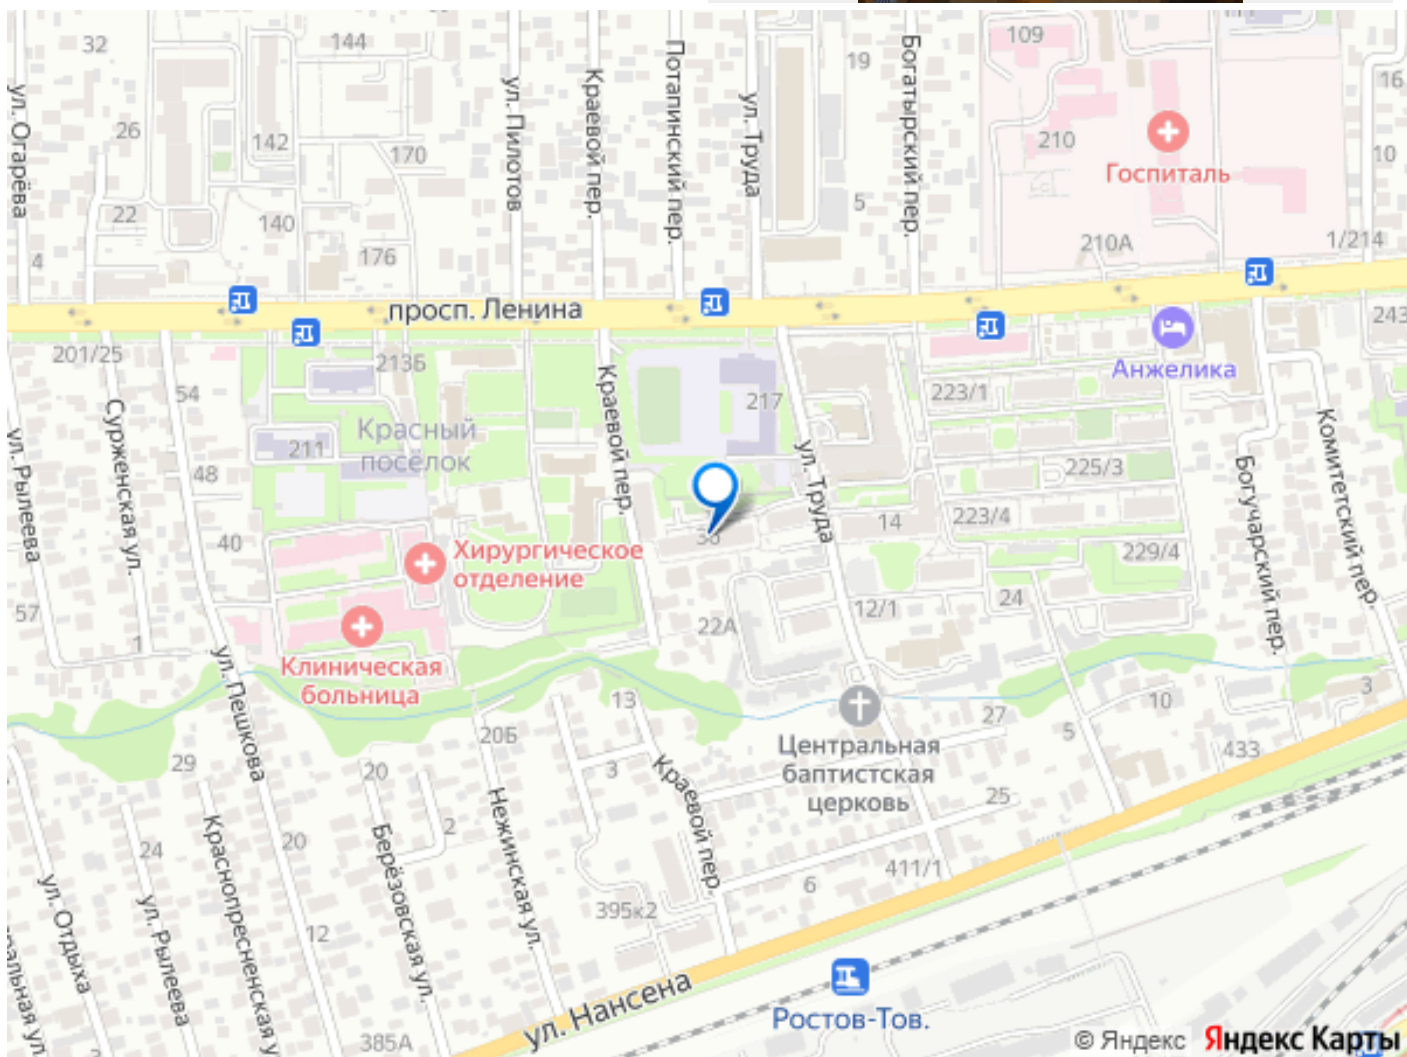 32
144
109
19
16
ул. Огарёва
ул. Пилотов
Краевой пер.
Потапинский пер.
ул. Труда
Богатырский пер.
26
142
170
210
10
Госпиталь
22
140
176
5
210А
1/214
4
просп. Ленина
201/25
213Б
243
54
217
223/1
Анжелика
Сурженская ул.
Краевой пер.
Красный
посёлок
211
48
ул. Рылеева
ул. Труда
225/3
Богучарский пер.
Комитетский пер.
40
36
14
223/4
229/4
Хирургическое
отделение
57
1
22А
12/1
24
Клиническая
больница
ул. Пешкова
13
3
10
27
5
433
20Б
Центральная
баптистская
церковь
29
20
3
Краевой пер.
25
2
24
20
Нежинская ул.
Берёзовская ул.
Краснопресненская у
ул. Рылеева
ул. Отдыха
альная ул.
6
411/1
395к2
12
385А
ул. Нансена
Ростов-Тов.
© Яндекс Яндекс Карты